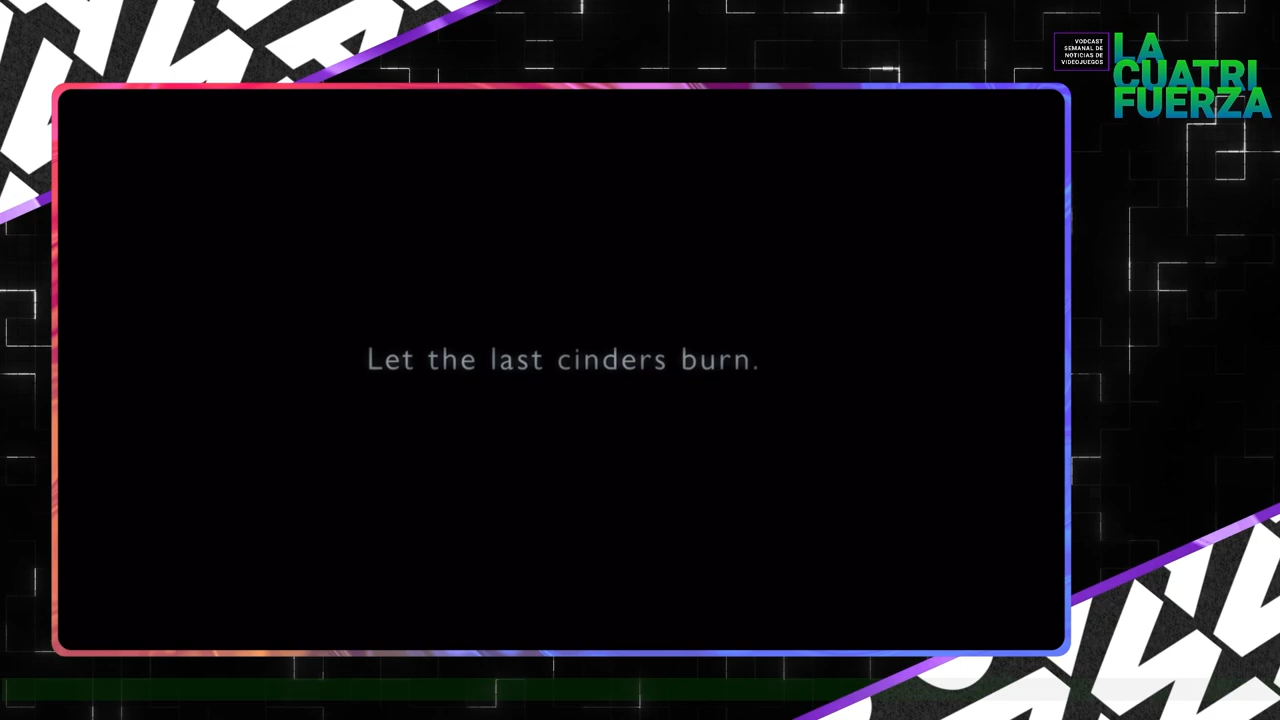 VODCAST
SEMANAL DE
NOTICIAS DE
VIDEOJUEGOS
LA
CUATRI
FUERZA
Let the last cinders burn.